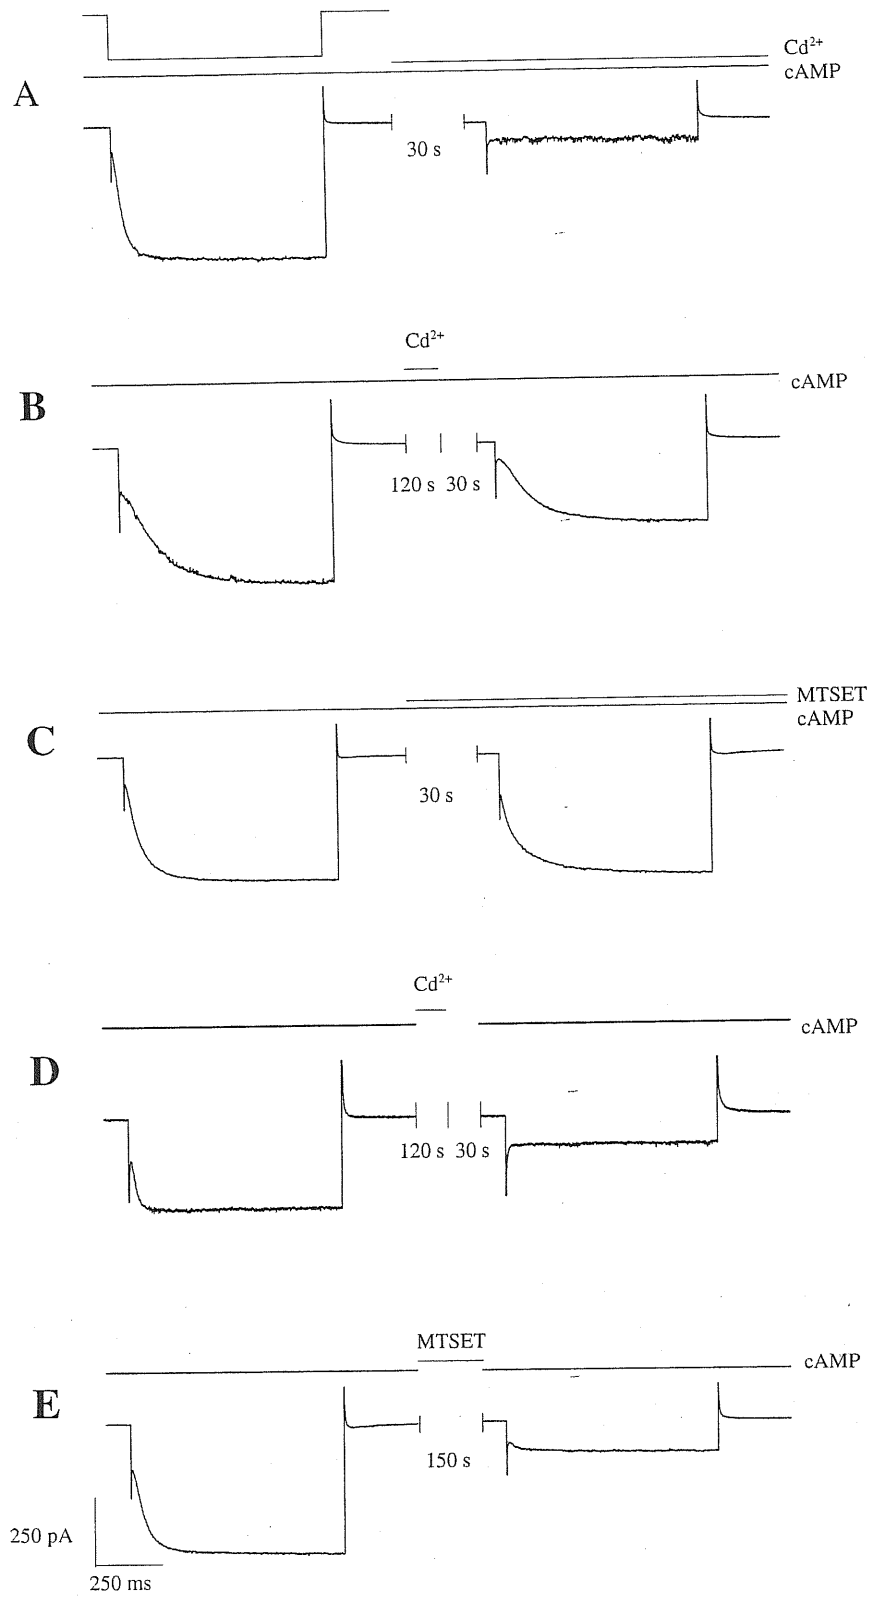 Cd²⁺
cAMP
A
30 s
Cd²⁺
cAMP
B
120 s 30 s
MTSET
cAMP
C
30 s
Cd²⁺
cAMP
D
120 s 30 s
MTSET
cAMP
E
150 s
250 pA
250 ms